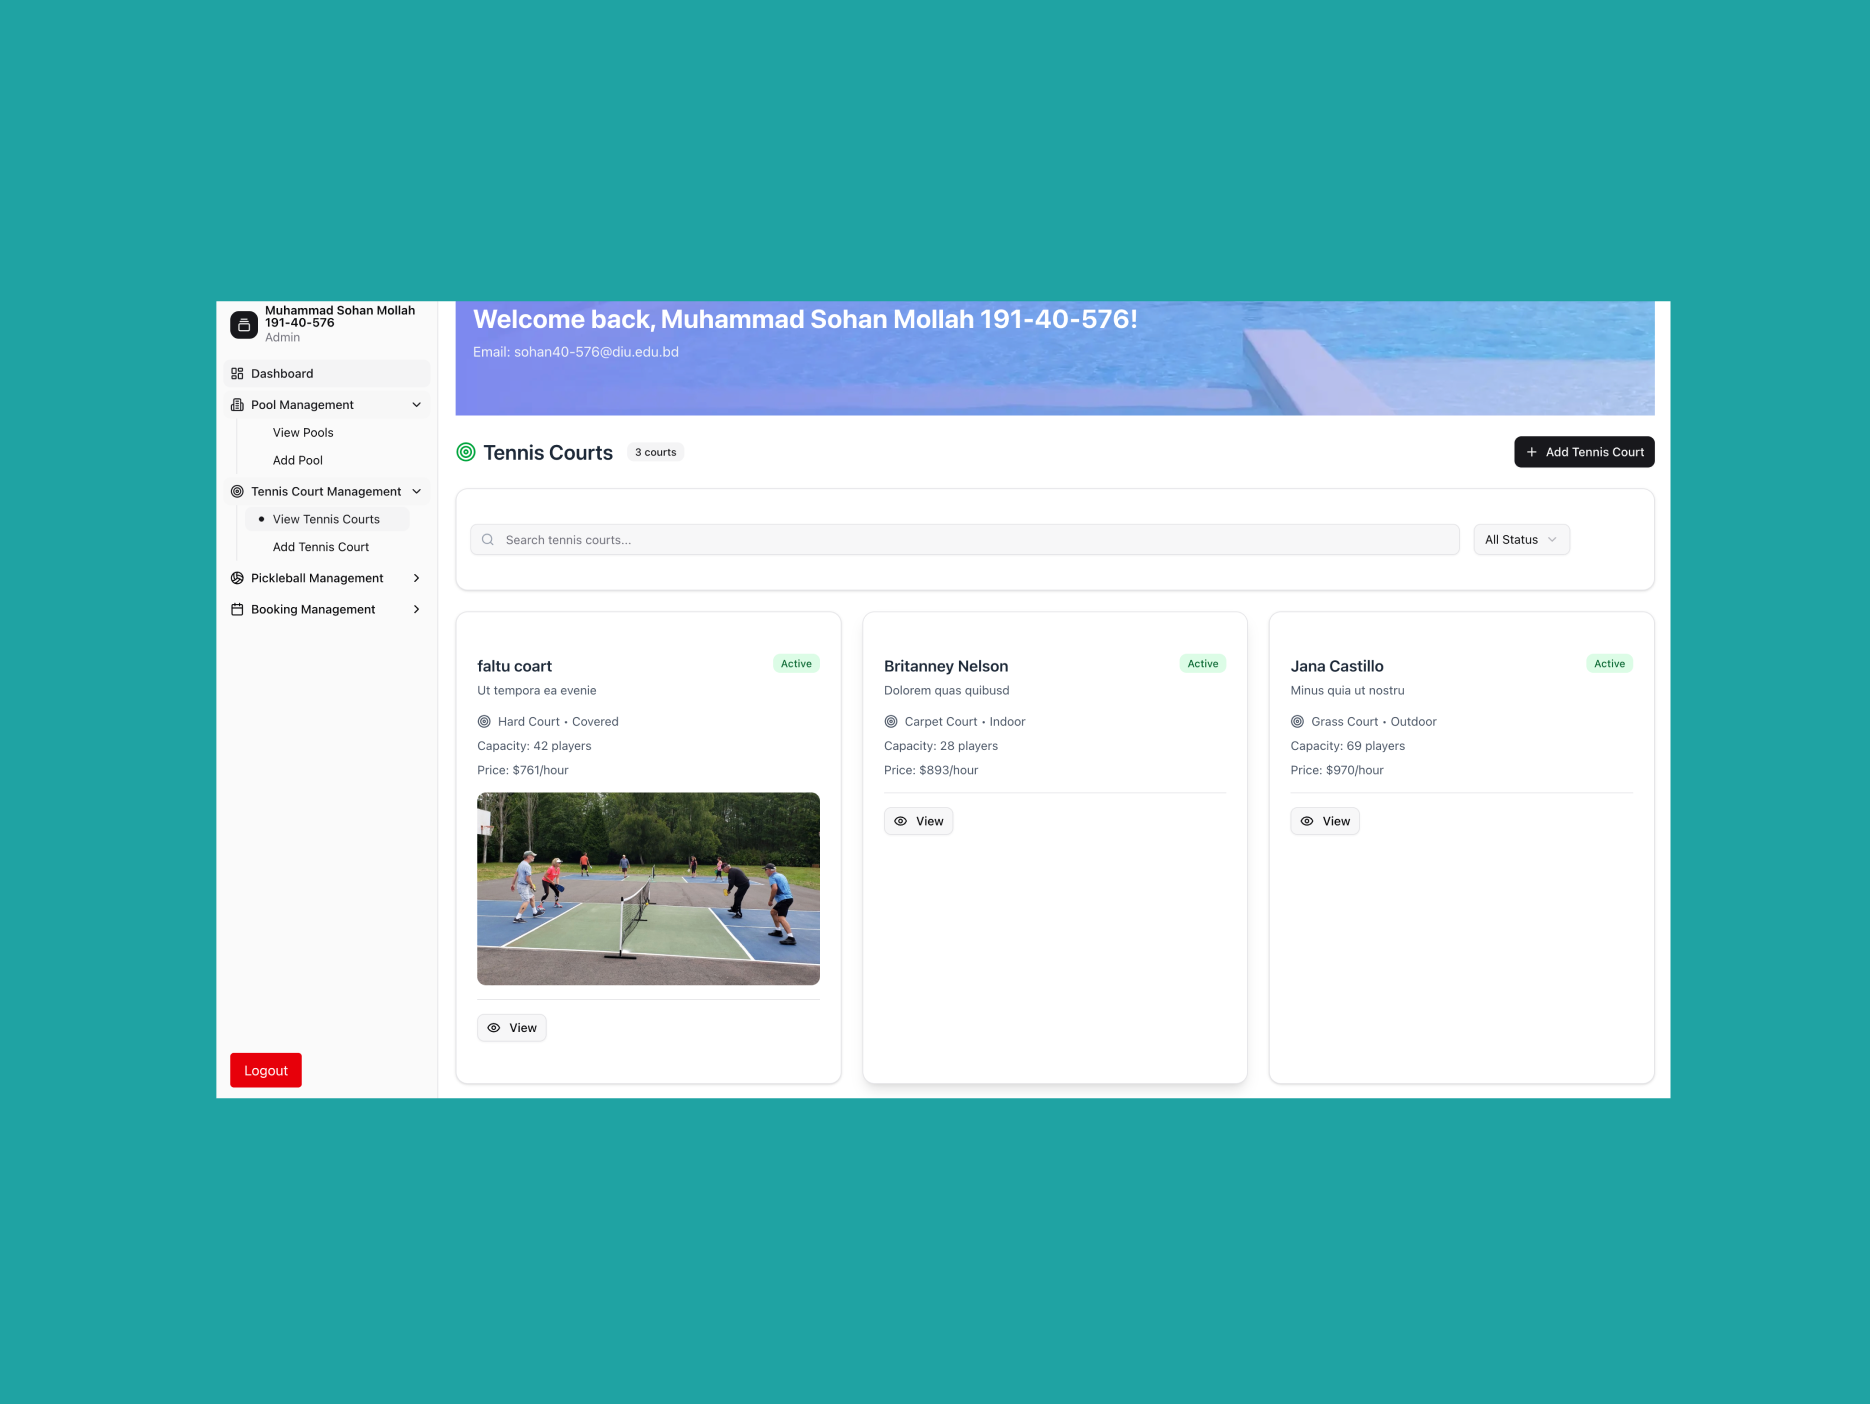 Muhammad Sohan Mollah
191-40-576
Admin
Dashboard
Pool Management
View Pools
Add Pool
Tennis Court Management
View Tennis Courts
Add Tennis Court
Pickleball Management
Booking Management
Logout
Welcome back, Muhammad Sohan Mollah 191-40-576!
Email: sohan40-576@diu.edu.bd
Tennis Courts 3 courts
Add Tennis Court
Search tennis courts...
All Status
faltu coart Active
Ut tempora ea evenie
Hard Court • Covered
Capacity: 42 players
Price: $761/hour
View
Britanney Nelson Active
Dolorem quas quibusd
Carpet Court • Indoor
Capacity: 28 players
Price: $893/hour
View
Jana Castillo Active
Minus quia ut nostru
Grass Court • Outdoor
Capacity: 69 players
Price: $970/hour
View